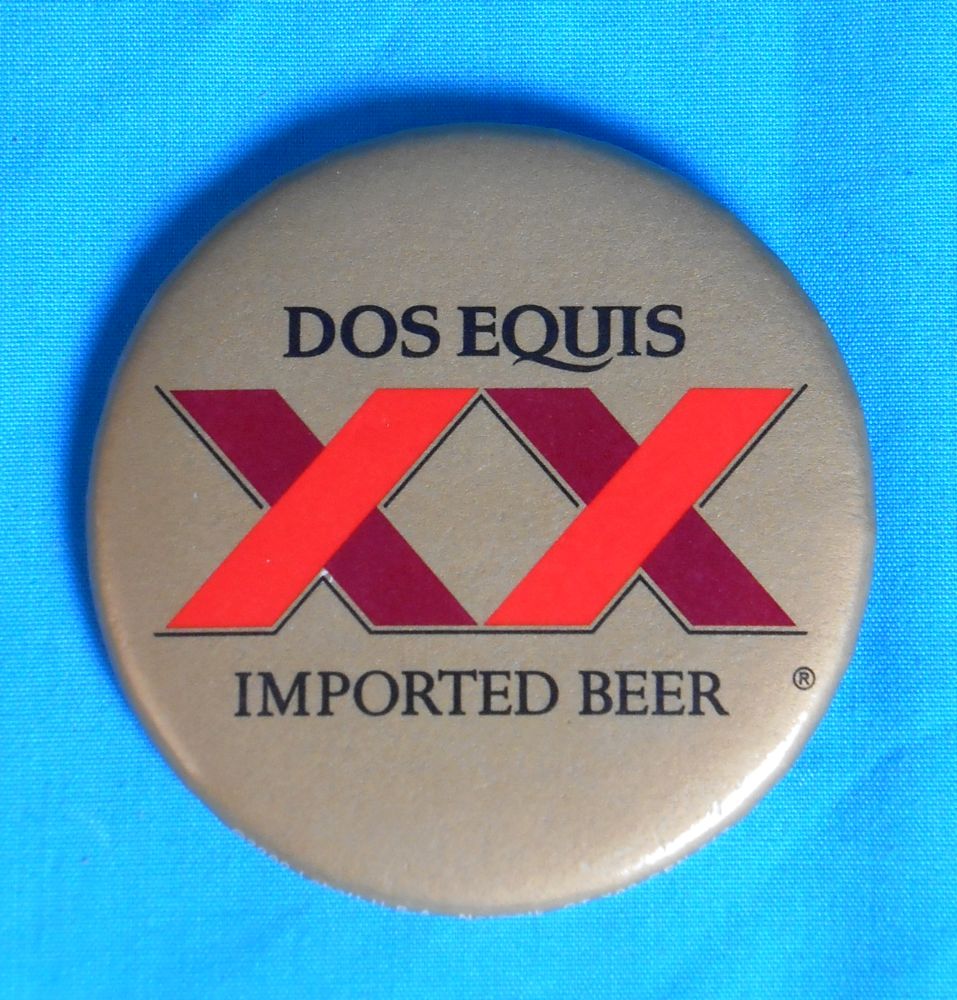 DOS EQUIS
XX
IMPORTED BEER ®